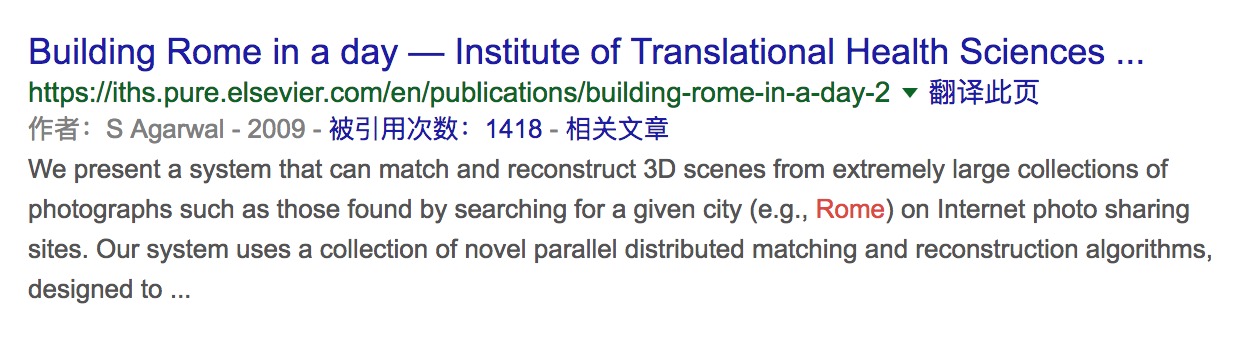 Building Rome in a day — Institute of Translational Health Sciences ...
https://iths.pure.elsevier.com/en/publications/building-rome-in-a-day-2 ▼ 翻译此页
作者：S Agarwal - 2009 - 被引用次数：1418 - 相关文章
We present a system that can match and reconstruct 3D scenes from extremely large collections of
photographs such as those found by searching for a given city (e.g., Rome) on Internet photo sharing
sites. Our system uses a collection of novel parallel distributed matching and reconstruction algorithms,
designed to ...